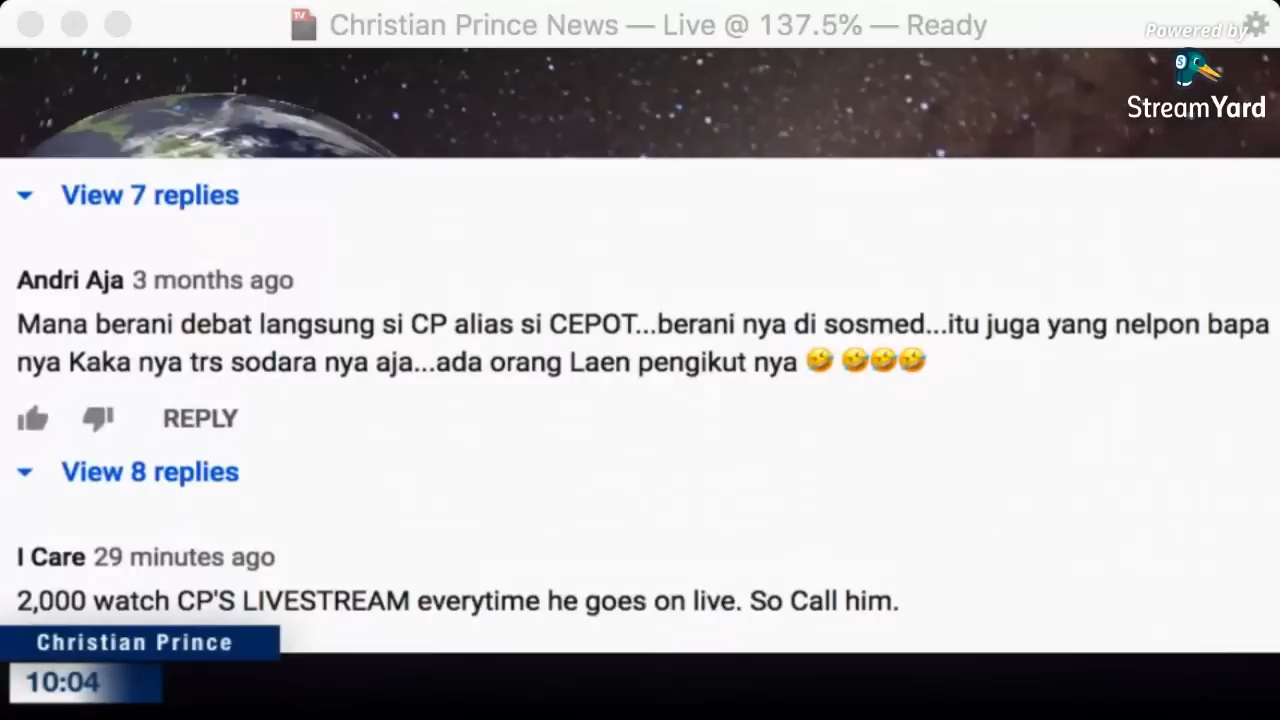 Christian Prince News — Live @ 137.5% — Ready
Powered by
StreamYard
View 7 replies
Andri Aja 3 months ago
Mana berani debat langsung si CP alias si CEPOT...berani nya di sosmed...itu juga yang nelpon bapa
nya Kaka nya trs sodara nya aja...ada orang Laen pengikut nya 🤣 🤣🤣🤣
REPLY
View 8 replies
I Care 29 minutes ago
2,000 watch CP'S LIVESTREAM everytime he goes on live. So Call him.
Christian Prince
10:04